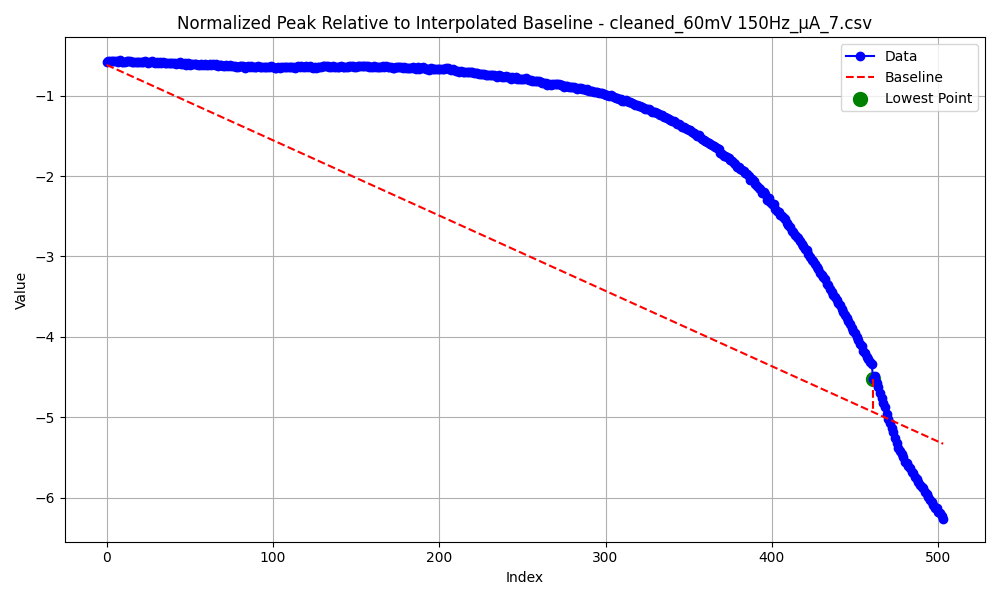 Normalized Peak Relative to Interpolated Baseline - cleaned_60mV 150Hz_μA_7.csv
Data
Baseline
Lowest Point
−1
−2
−3
−4
−5
−6
Value
0
100
200
300
400
500
Index